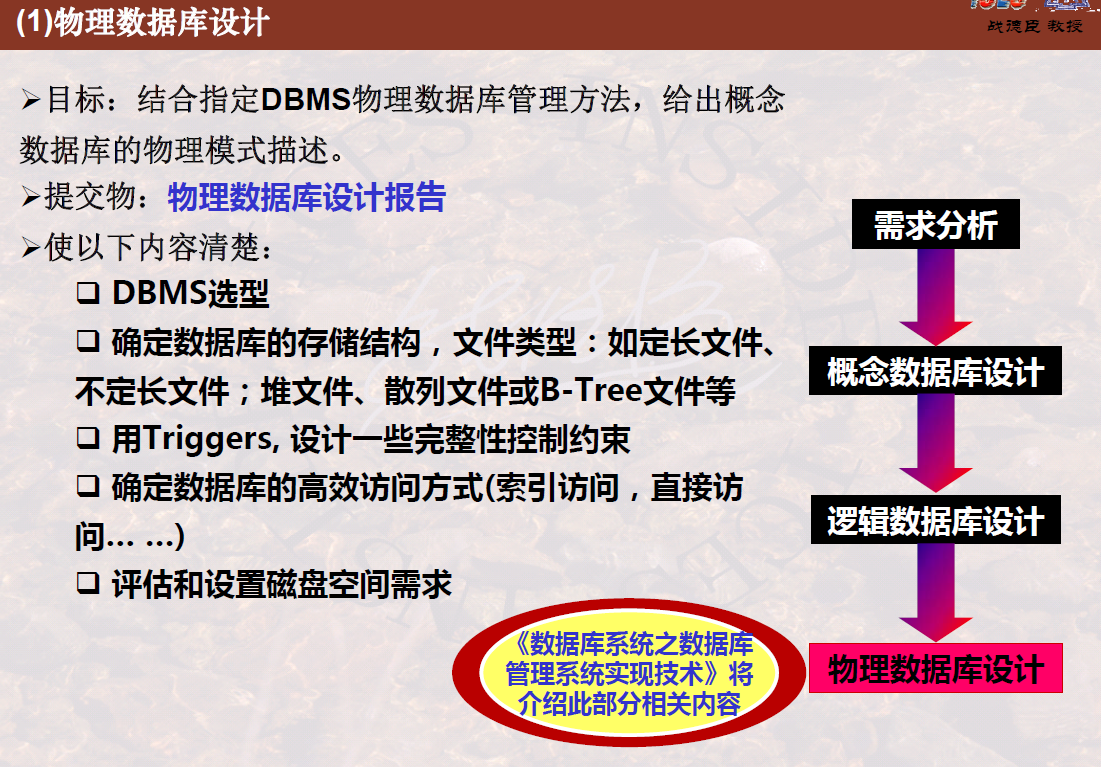 (1)物理数据库设计
战德臣 教授
➢目标：结合指定DBMS物理数据库管理方法，给出概念
数据库的物理模式描述。
➢提交物：物理数据库设计报告
➢使以下内容清楚：
❑ DBMS选型
❑ 确定数据库的存储结构，文件类型：如定长文件、
不定长文件；堆文件、散列文件或B-Tree文件等
❑ 用Triggers, 设计一些完整性控制约束
❑ 确定数据库的高效访问方式(索引访问，直接访
问... ...)
❑ 评估和设置磁盘空间需求
《数据库系统之数据库
管理系统实现技术》将
介绍此部分相关内容
需求分析
概念数据库设计
逻辑数据库设计
物理数据库设计